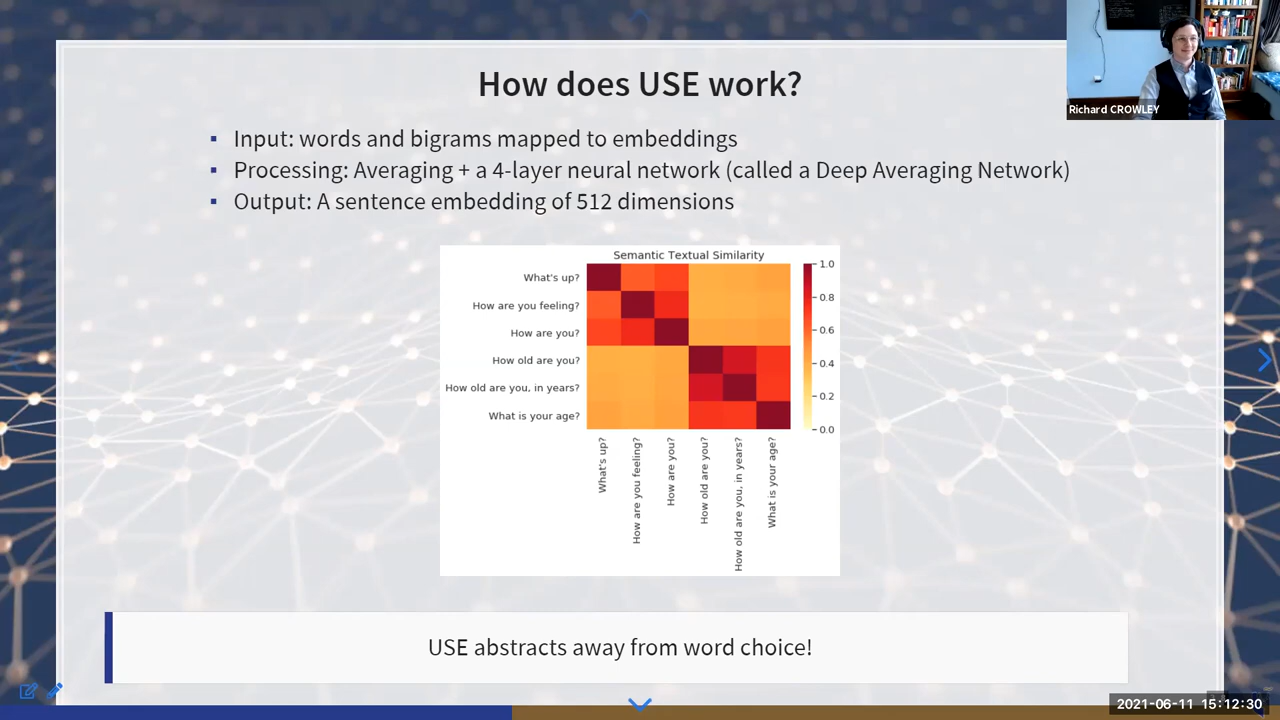 How does USE work?
Richard CROWLEY
▪ Input: words and bigrams mapped to embeddings
▪ Processing: Averaging + a 4-layer neural network (called a Deep Averaging Network)
▪ Output: A sentence embedding of 512 dimensions
Semantic Textual Similarity
What's up?
How are you feeling?
How are you?
How old are you?
How old are you, in years?
What is your age?
1.0
0.8
0.6
0.4
0.2
0.0
What's up?
How are you feeling?
How are you?
How old are you?
How old are you, in years?
What is your age?
USE abstracts away from word choice!
2021-06-11 15:12:30